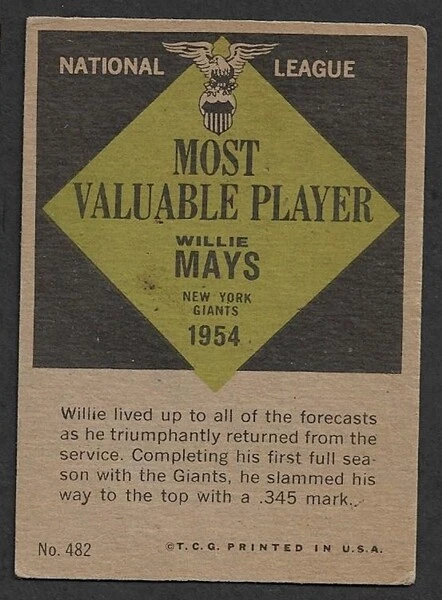 NATIONAL LEAGUE
MOST
VALUABLE PLAYER
WILLIE
MAYS
NEW YORK
GIANTS
1954
Willie lived up to all of the forecasts
as he triumphantly returned from the
service. Completing his first full sea-
son with the Giants, he slammed his
way to the top with a .345 mark.
No. 482 ©T.C.G. PRINTED IN U.S.A.